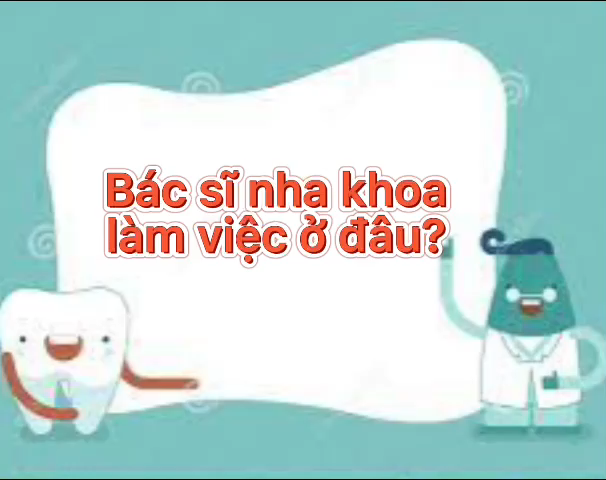 Bác sĩ nha khoa
làm việc ở đâu?